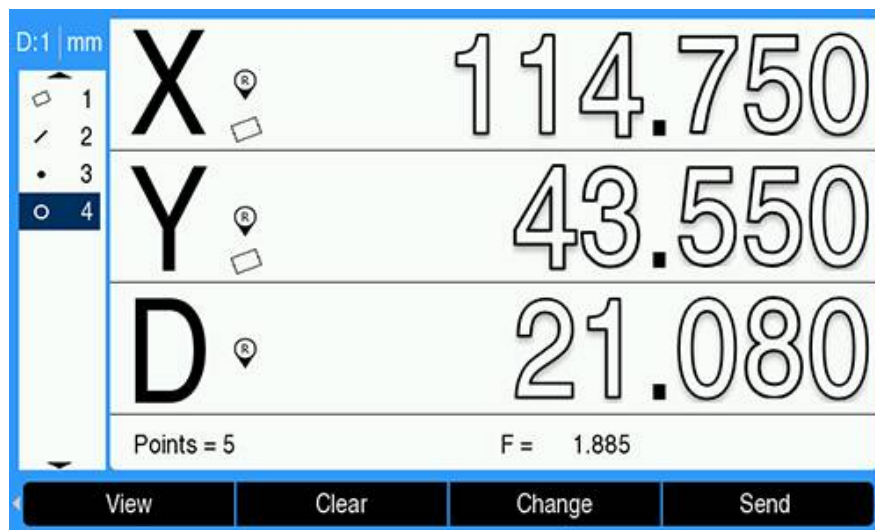 D:1 mm
1
2
3
4
X R 114.750
Y R 43.550
D R 21.080
Points = 5 F = 1.885
View Clear Change Send